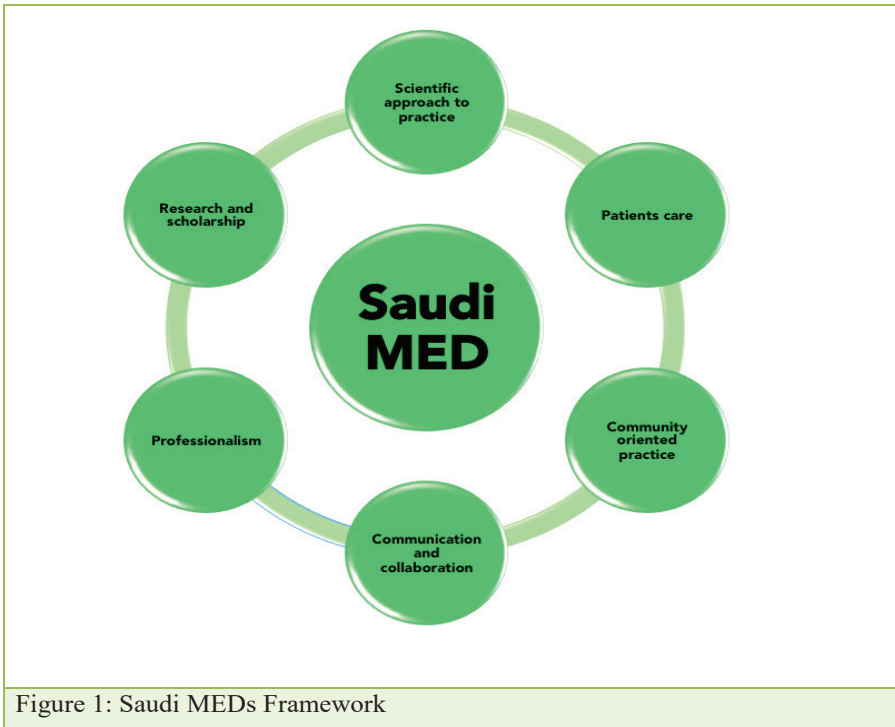 Scientific
approach to
practice
Research and
scholarship
Patients care
Saudi
MED
Professionalism
Community
oriented
practice
Communication
and
collaboration
Figure 1: Saudi MEDs Framework